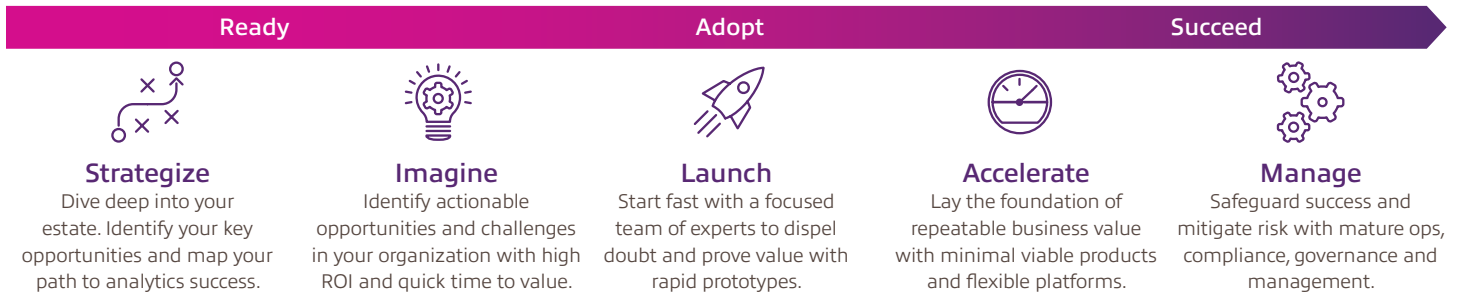 Ready
Adopt
Succeed
Strategize
Dive deep into your
estate. Identify your key
opportunities and map your
path to analytics success.
Imagine
Identify actionable
opportunities and challenges
in your organization with high
ROI and quick time to value.
Launch
Start fast with a focused
team of experts to dispel
doubt and prove value with
rapid prototypes.
Accelerate
Lay the foundation of
repeatable business value
with minimal viable products
and flexible platforms.
Manage
Safeguard success and
mitigate risk with mature ops,
compliance, governance and
management.